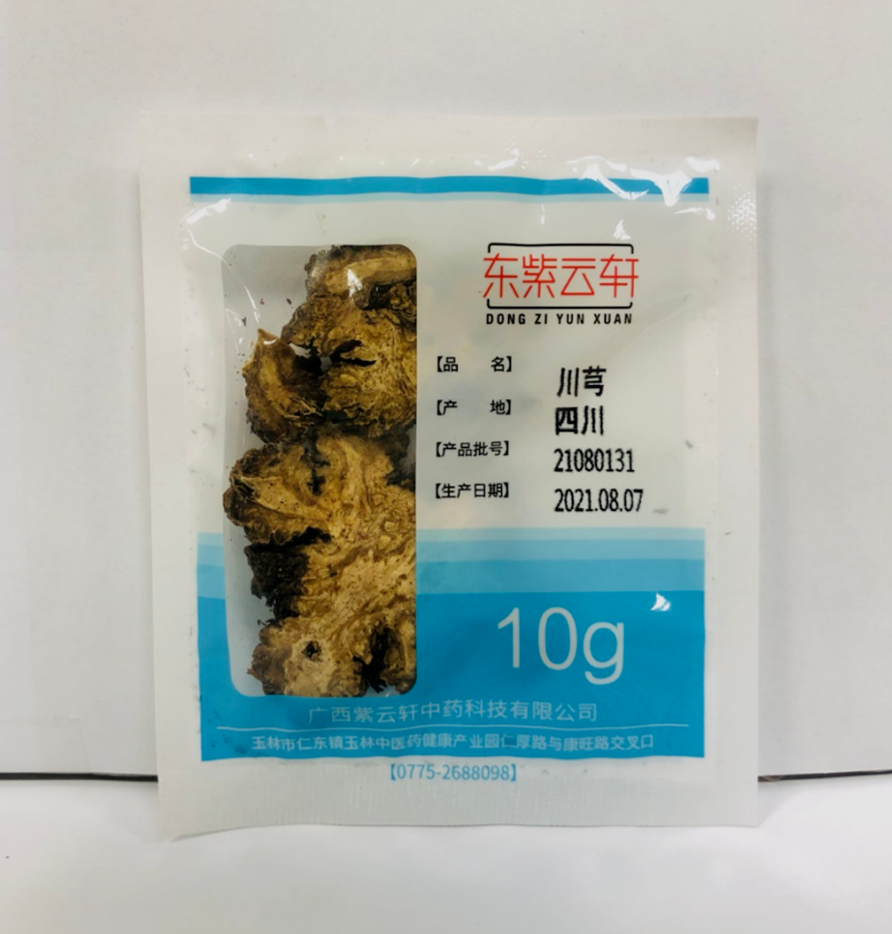 东紫云轩
DONG ZI YUN XUAN
【品 名】 川芎
【产 地】 四川
【产品批号】 21080131
【生产日期】 2021.08.07
10g
广西紫云轩中药科技有限公司
玉林市仁东镇玉林中医药健康产业园仁厚路与康旺路交叉口
【0775-2688098】